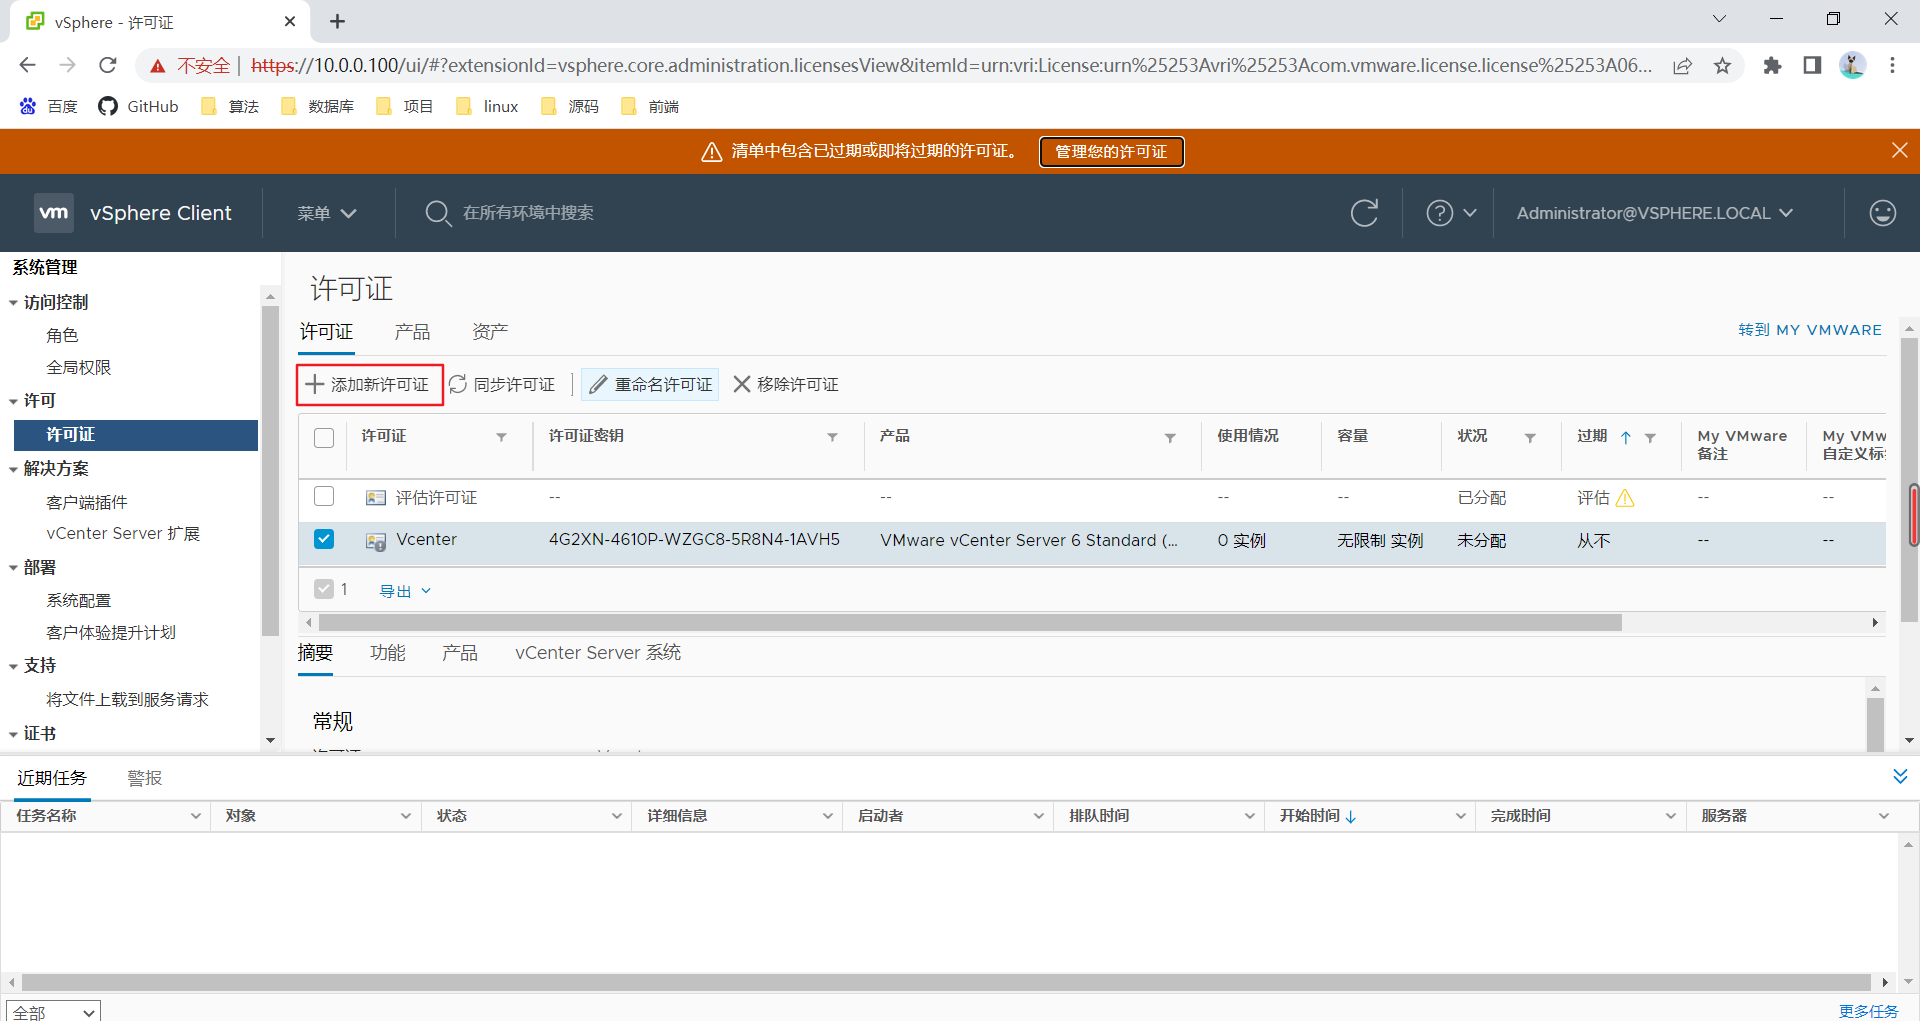 vSphere - 许可证
不安全 | https://10.0.0.100/ui/#?extensionId=vsphere.core.administration.licensesView&itemId=urn:vri:License:urn%25253Avri%25253Acom.vmware.license.license%25253A06...
百度 GitHub 算法 数据库 项目 linux 源码 前端
清单中包含已过期或即将过期的许可证。 管理您的许可证
vm vSphere Client 菜单 在所有环境中搜索 Administrator@VSPHERE.LOCAL
系统管理
访问控制
角色
全局权限
许可
许可证
解决方案
客户端插件
vCenter Server 扩展
部署
系统配置
客户体验提升计划
支持
将文件上载到服务请求
证书
许可证
许可证 产品 资产 转到 MY VMWARE
添加新许可证 同步许可证 | 重命名许可证 移除许可证
许可证 许可证密钥 产品 使用情况 容量 状况 过期 My VMware 备注 My VMw 自定义标
评估许可证 -- -- -- -- 已分配 评估 -- --
Vcenter 4G2XN-4610P-WZGC8-5R8N4-1AVH5 VMware vCenter Server 6 Standard (... 0 实例 无限制 实例 未分配 从不 -- --
1 导出
摘要 功能 产品 vCenter Server 系统
常规
近期任务 警报
任务名称 对象 状态 详细信息 启动者 排队时间 开始时间 完成时间 服务器
全部 更多任务